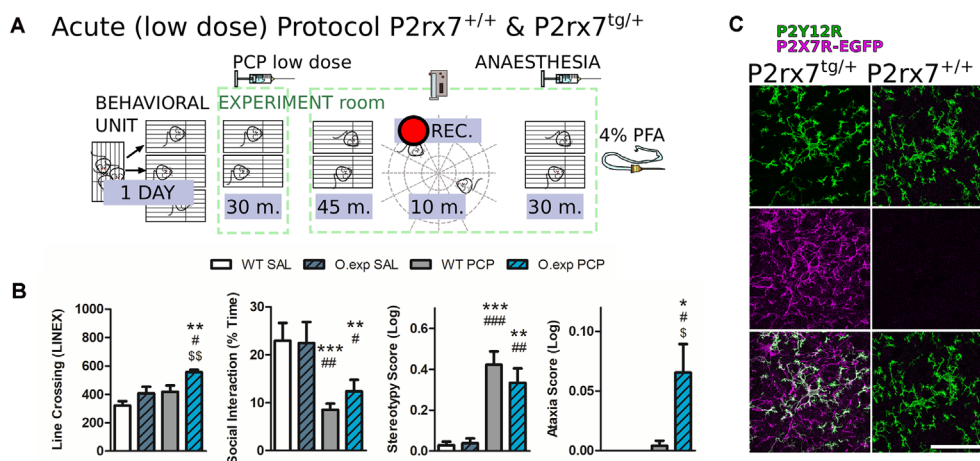 A
Acute (low dose) Protocol P2rx7+/+ & P2rx7tg/+
PCP low dose
ANAESTHESIA
BEHAVIORAL
UNIT
EXPERIMENT room
REC.
4% PFA
1 DAY
30 m.
45 m.
10 m.
30 m.
WT SAL
O.exp SAL
WT PCP
O.exp PCP
B
Line Crossing (LINEX)
1000
800
600
400
200
0
**
#
$$
Social Interaction (% Time)
30
20
10
0
***
##
**
#
Stereotypy Score (Log)
0.6
0.4
0.2
0.0
***
###
**
##
Ataxia Score (Log)
0.10
0.05
0.00
*
#
$
C
P2Y12R
P2X7R-EGFP
P2rx7tg/+
P2rx7+/+